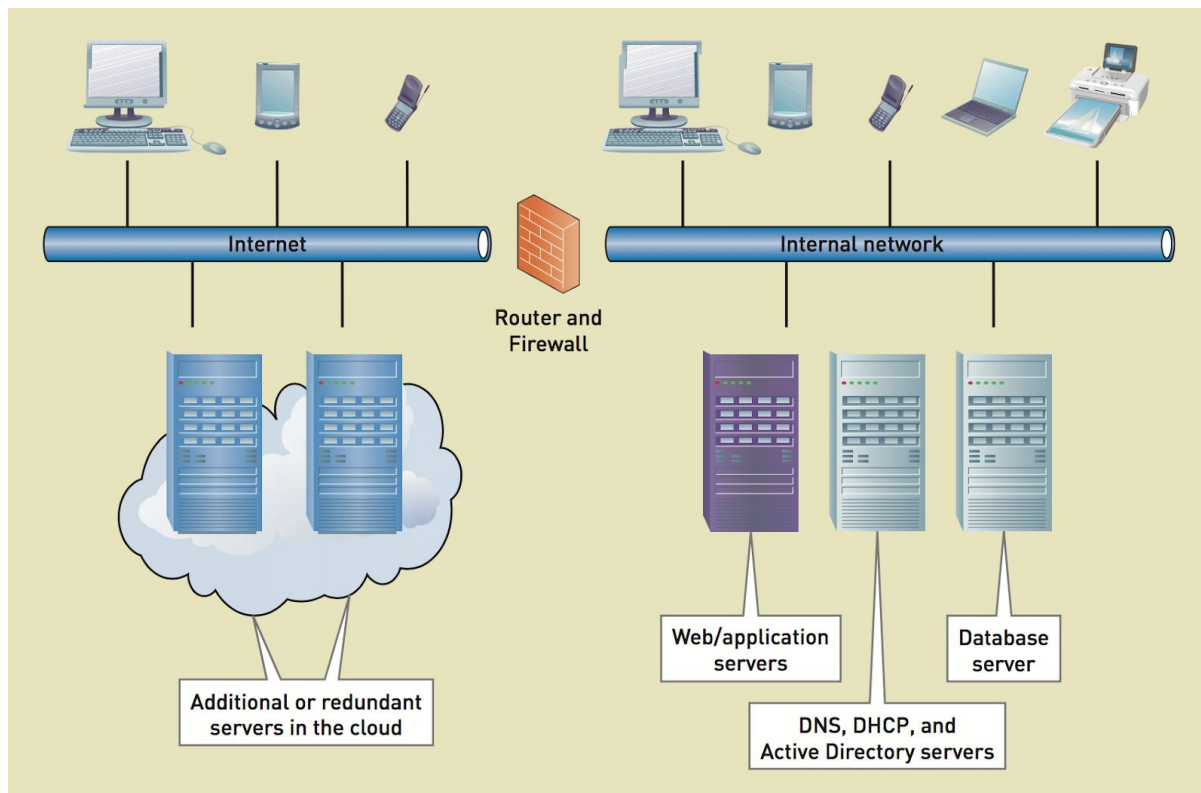 Internet
Internal network
Router and
Firewall
Web/application
servers
Database
server
Additional or redundant
servers in the cloud
DNS, DHCP, and
Active Directory servers